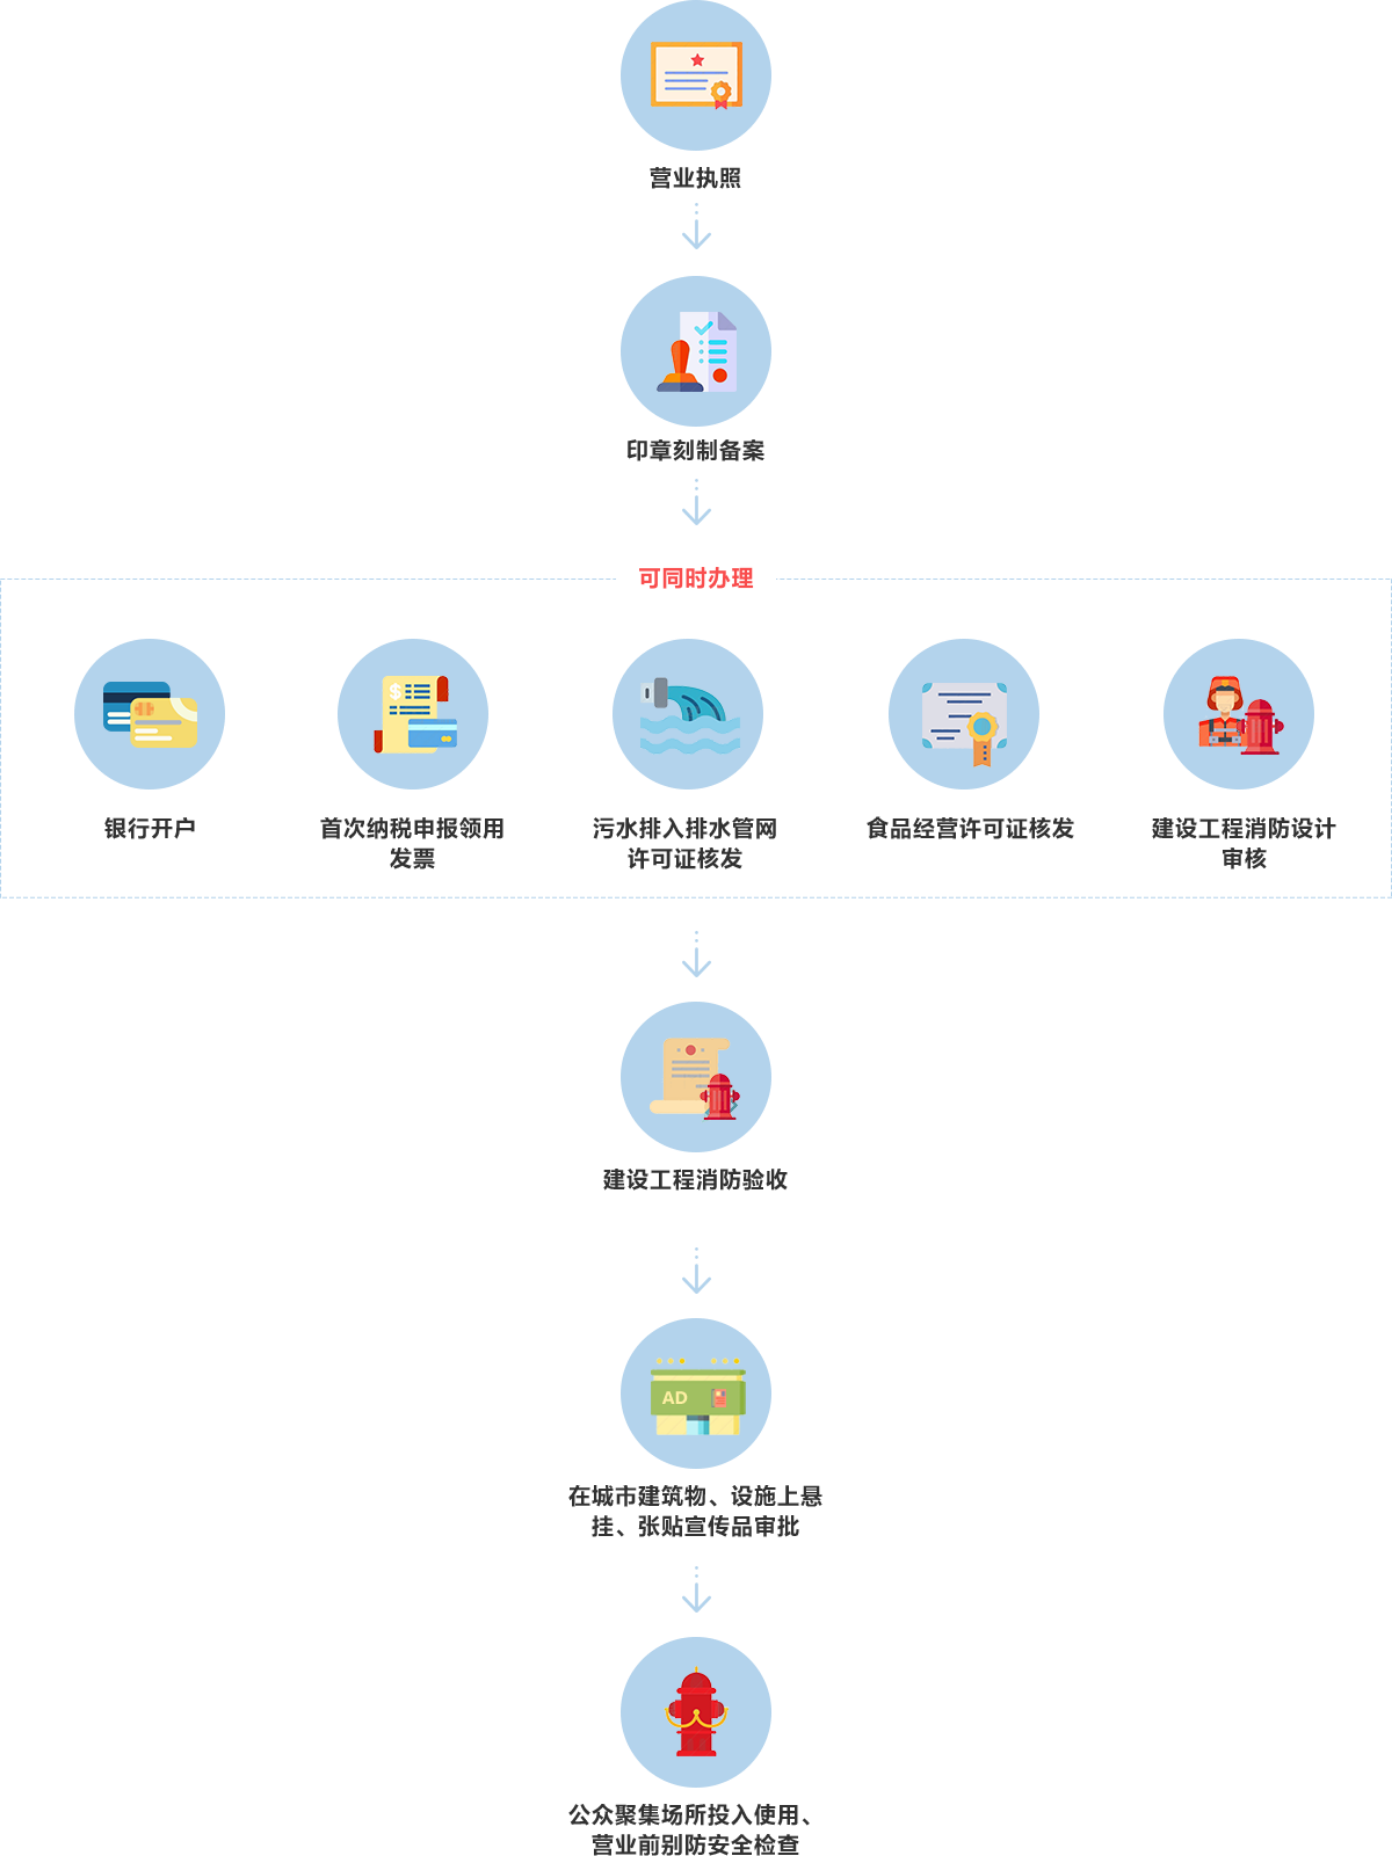 营业执照
印章刻制备案
可同时办理
银行开户
首次纳税申报领用
发票
污水排入排水管网
许可证核发
食品经营许可证核发
建设工程消防设计
审核
建设工程消防验收
AD
在城市建筑物、设施上悬
挂、张贴宣传品审批
公众聚集场所投入使用、
营业前别防安全检查